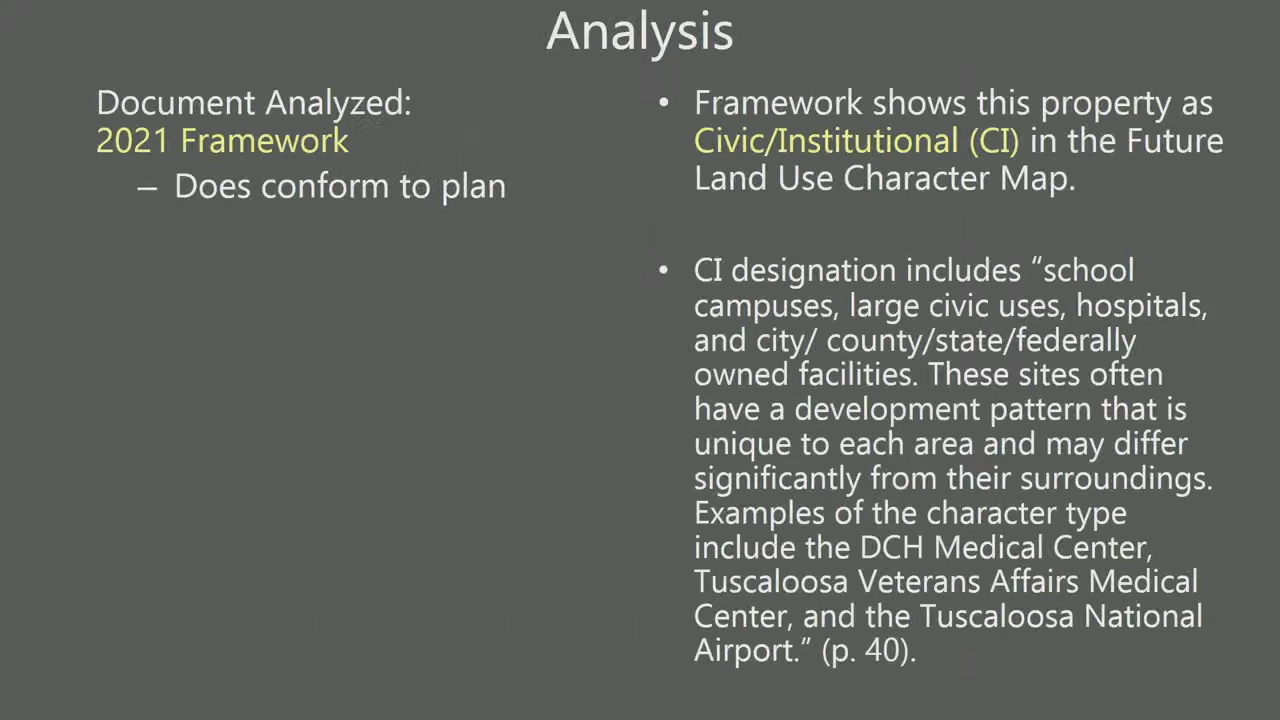 Analysis
Document Analyzed:
2021 Framework
– Does conform to plan
• Framework shows this property as
Civic/Institutional (CI) in the Future
Land Use Character Map.
• CI designation includes “school
campuses, large civic uses, hospitals,
and city/ county/state/federally
owned facilities. These sites often
have a development pattern that is
unique to each area and may differ
significantly from their surroundings.
Examples of the character type
include the DCH Medical Center,
Tuscaloosa Veterans Affairs Medical
Center, and the Tuscaloosa National
Airport.” (p. 40).